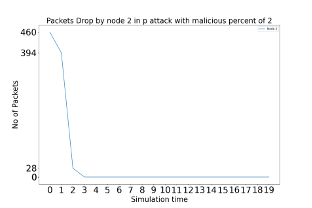 Packets Drop by node 2 in p attack with malicious percent of 2
Node 2
460
394
28
0
No of Packets
0 1 2 3 4 5 6 7 8 9 10 11 12 13 14 15 16 17 18 19
Simulation time